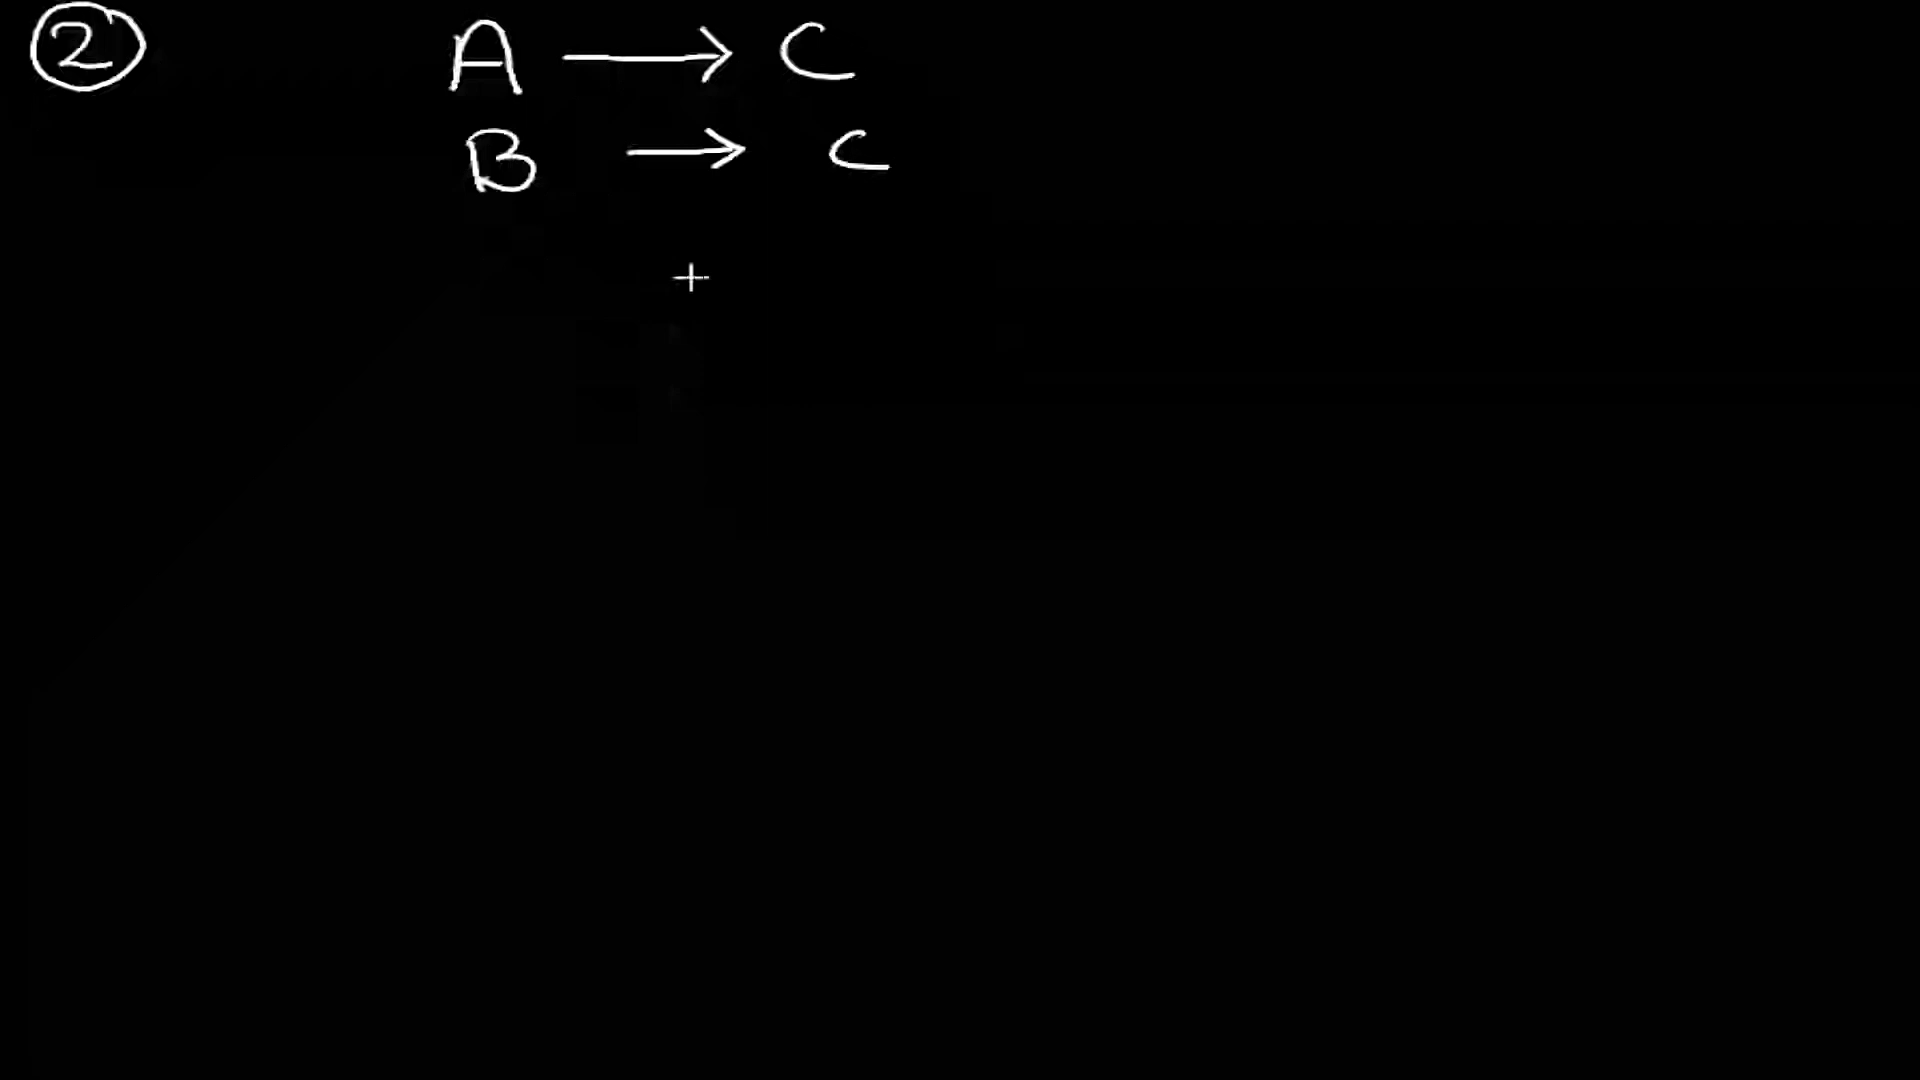 ② A → C
B → C